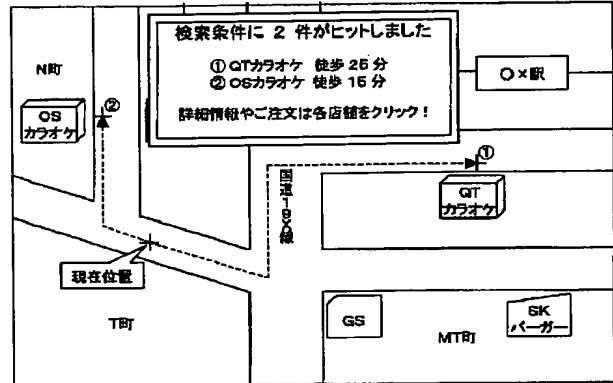 検索条件に 2 件がヒットしました
① QTカラオケ 徒歩 25 分
② OSカラオケ 徒歩 15 分
詳細情報やご注文は各店舗をクリック!
N町
OS
カラオケ
②
○×駅
①
国道19X線
QT
カラオケ
現在位置
T町
GS
MT町
SK
バーガー